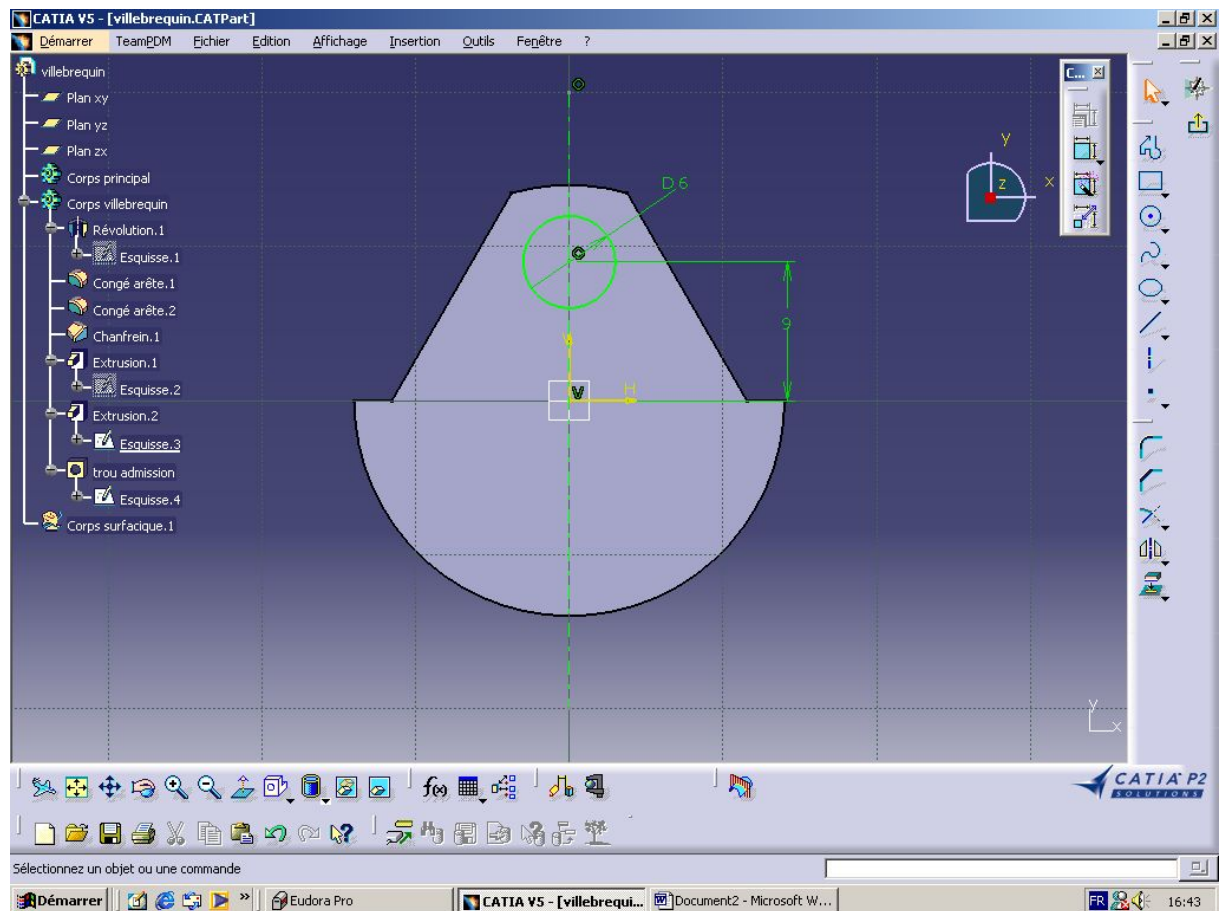 CATIA V5 - [villebrequin.CATPart]
Démarrer TeamPDM Fichier Edition Affichage Insertion Outils Fenêtre ?
villebrequin
Plan xy
Plan yz
Plan zx
Corps principal
Corps villebrequin
Révolution.1
Esquisse.1
Congé arête.1
Congé arête.2
Chanfrein.1
Extrusion.1
Esquisse.2
Extrusion.2
Esquisse.3
trou admission
Esquisse.4
Corps surfacique.1
D 6
9
V
H
V
C...
y
z
x
y
x
f(x)
CATIA P2
SOLUTIONS
Sélectionnez un objet ou une commande
Démarrer
»
Eudora Pro
CATIA V5 - [villebrequi...
Document2 - Microsoft W...
FR
16:43